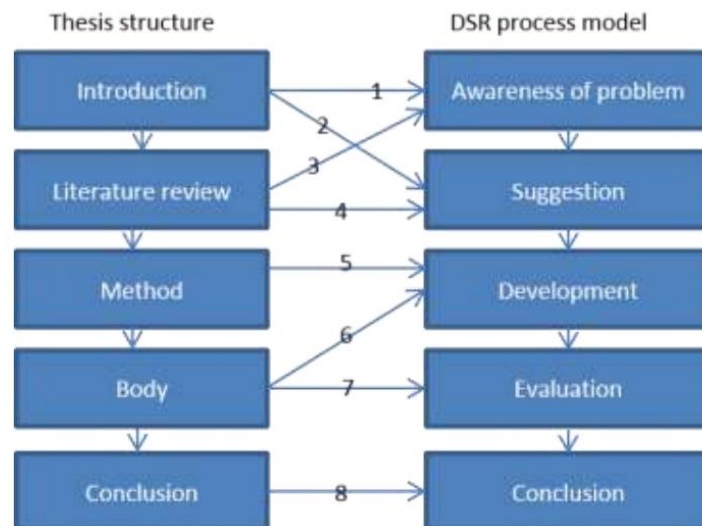 Thesis structure
DSR process model
Introduction
1
Awareness of problem
2
3
Literature review
4
Suggestion
5
Method
Development
6
Body
7
Evaluation
Conclusion
8
Conclusion